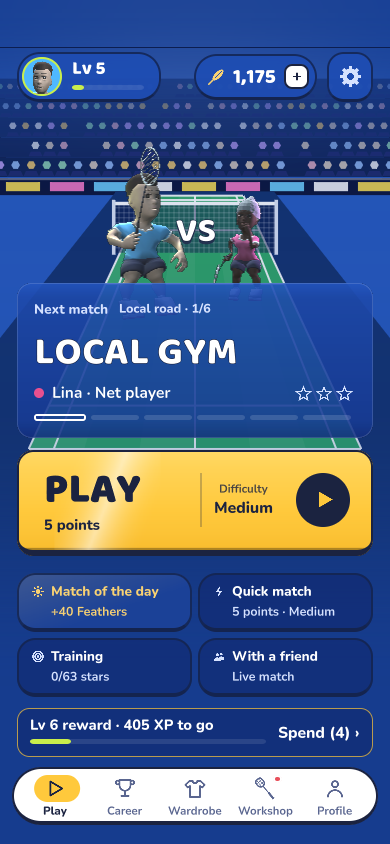 Lv 5
1,175
+
VS
Next match Local road · 1/6
LOCAL GYM
Lina · Net player
PLAY
5 points
Difficulty
Medium
Match of the day
+40 Feathers
Quick match
5 points · Medium
Training
0/63 stars
With a friend
Live match
Lv 6 reward · 405 XP to go
Spend (4) ›
Play
Career
Wardrobe
Workshop
Profile